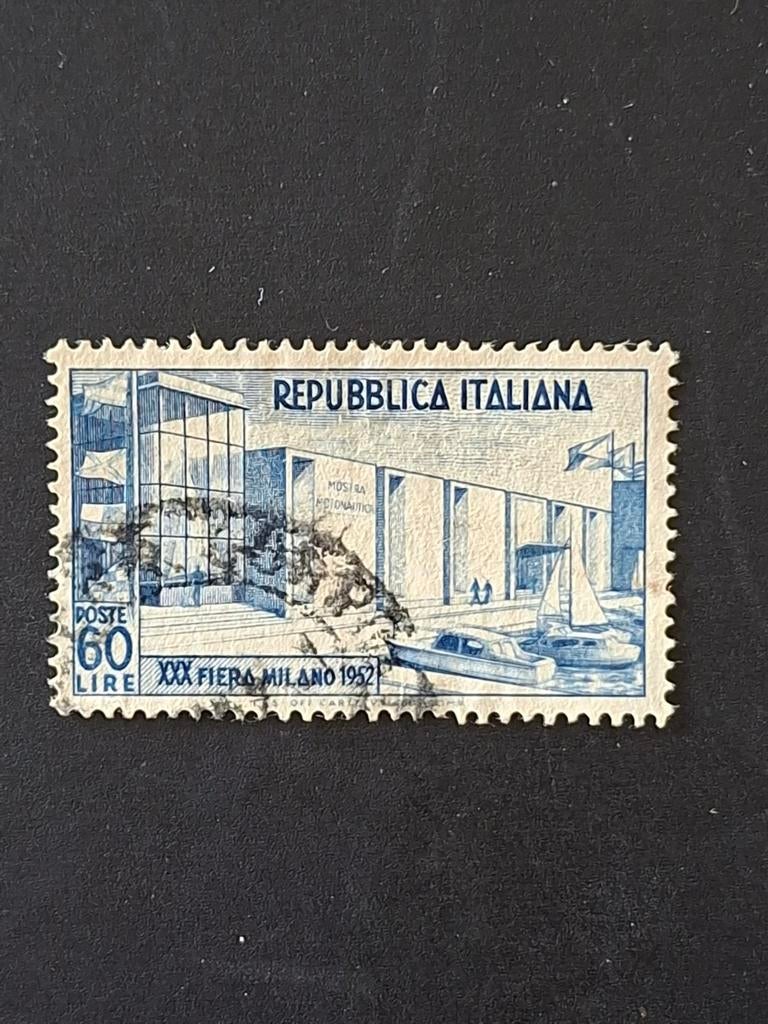 REPUBBLICA ITALIANA
MOSTRA
MOTONAUTICA
POSTE
60
LIRE
XXX FIERA MILANO 1952